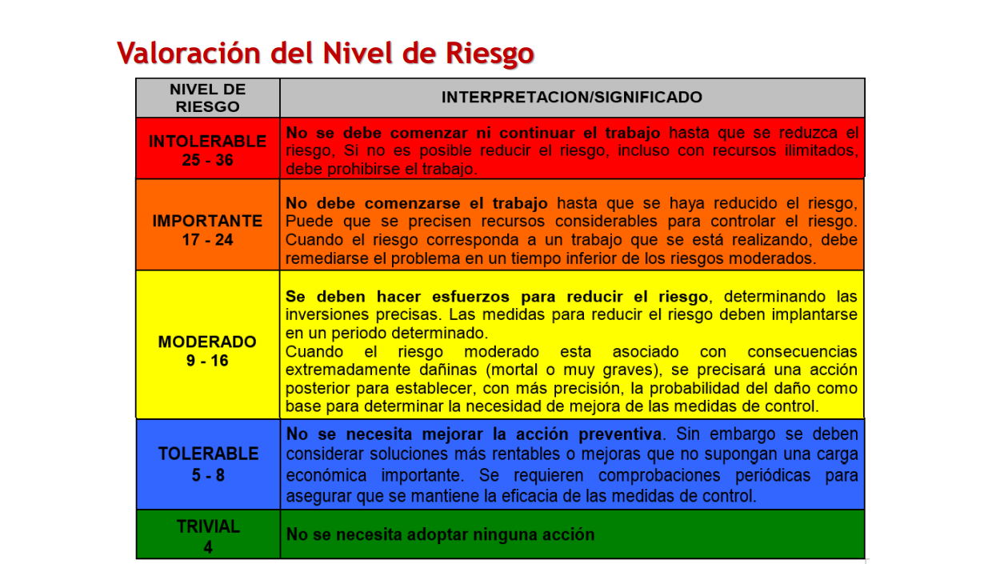 Valoración del Nivel de Riesgo
NIVEL DE
RIESGO
INTERPRETACION/SIGNIFICADO
INTOLERABLE
25 - 36
No se debe comenzar ni continuar el trabajo hasta que se reduzca el
riesgo, Si no es posible reducir el riesgo, incluso con recursos ilimitados,
debe prohibirse el trabajo.
IMPORTANTE
17 - 24
No debe comenzarse el trabajo hasta que se haya reducido el riesgo,
Puede que se precisen recursos considerables para controlar el riesgo.
Cuando el riesgo corresponda a un trabajo que se está realizando, debe
remediarse el problema en un tiempo inferior de los riesgos moderados.
MODERADO
9 - 16
Se deben hacer esfuerzos para reducir el riesgo, determinando las
inversiones precisas. Las medidas para reducir el riesgo deben implantarse
en un periodo determinado.
Cuando el riesgo moderado esta asociado con consecuencias
extremadamente dañinas (mortal o muy graves), se precisará una acción
posterior para establecer, con más precisión, la probabilidad del daño como
base para determinar la necesidad de mejora de las medidas de control.
TOLERABLE
5 - 8
No se necesita mejorar la acción preventiva. Sin embargo se deben
considerar soluciones más rentables o mejoras que no supongan una carga
económica importante. Se requieren comprobaciones periódicas para
asegurar que se mantiene la eficacia de las medidas de control.
TRIVIAL
4
No se necesita adoptar ninguna acción